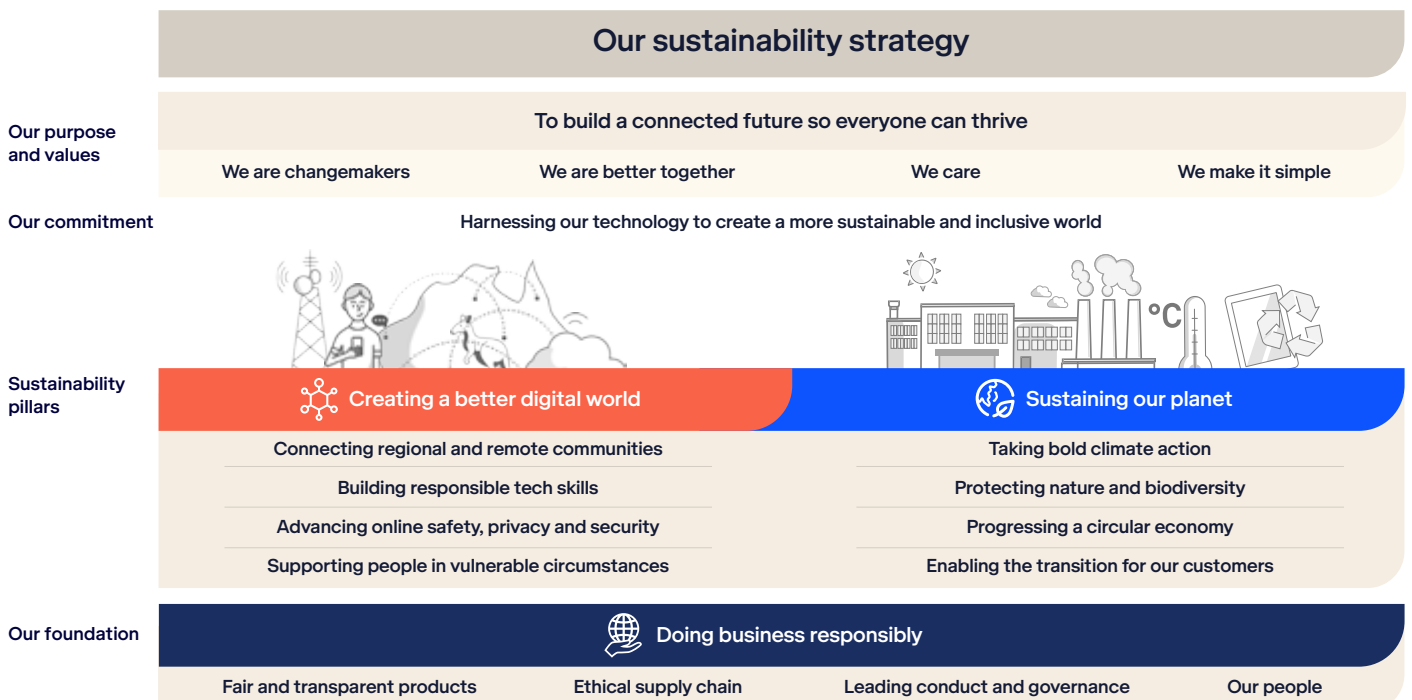 Our sustainability strategy
Our purpose
and values
To build a connected future so everyone can thrive
We are changemakers
We are better together
We care
We make it simple
Our commitment
Harnessing our technology to create a more sustainable and inclusive world
°C
Sustainability
pillars
Creating a better digital world
Connecting regional and remote communities
Building responsible tech skills
Advancing online safety, privacy and security
Supporting people in vulnerable circumstances
Sustaining our planet
Taking bold climate action
Protecting nature and biodiversity
Progressing a circular economy
Enabling the transition for our customers
Our foundation
Doing business responsibly
Fair and transparent products
Ethical supply chain
Leading conduct and governance
Our people